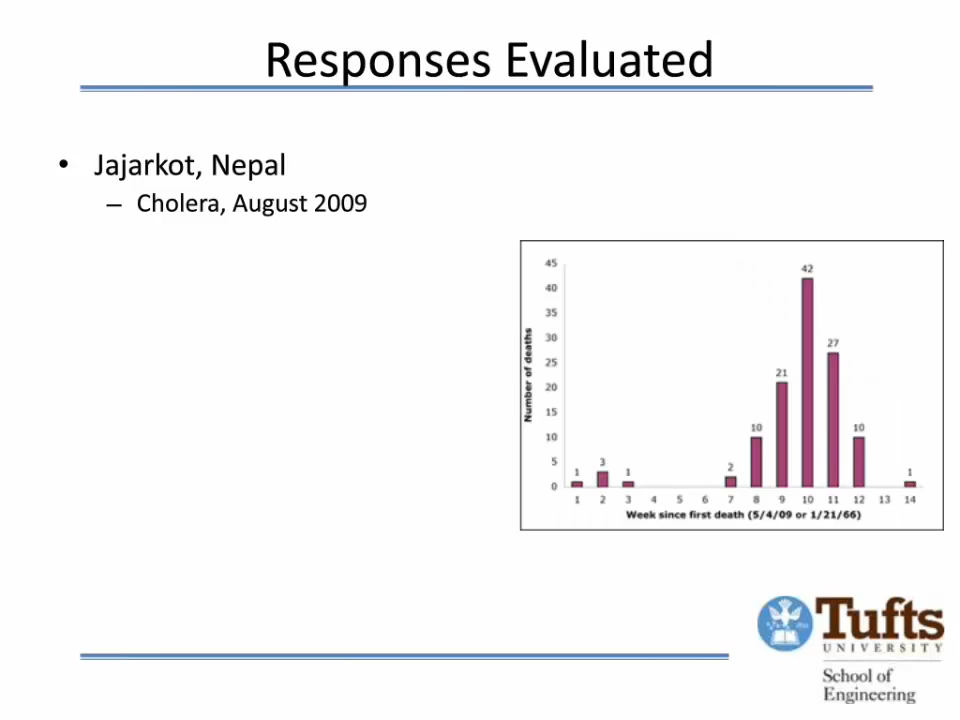 Responses Evaluated
• Jajarkot, Nepal
– Cholera, August 2009
Number of deaths
45
40
35
30
25
20
15
10
5
0
1
3
1
2
10
21
42
27
10
1
1 2 3 4 5 6 7 8 9 10 11 12 13 14
Week since first death (5/4/09 or 1/21/66)
Tufts
UNIVERSITY
School of
Engineering